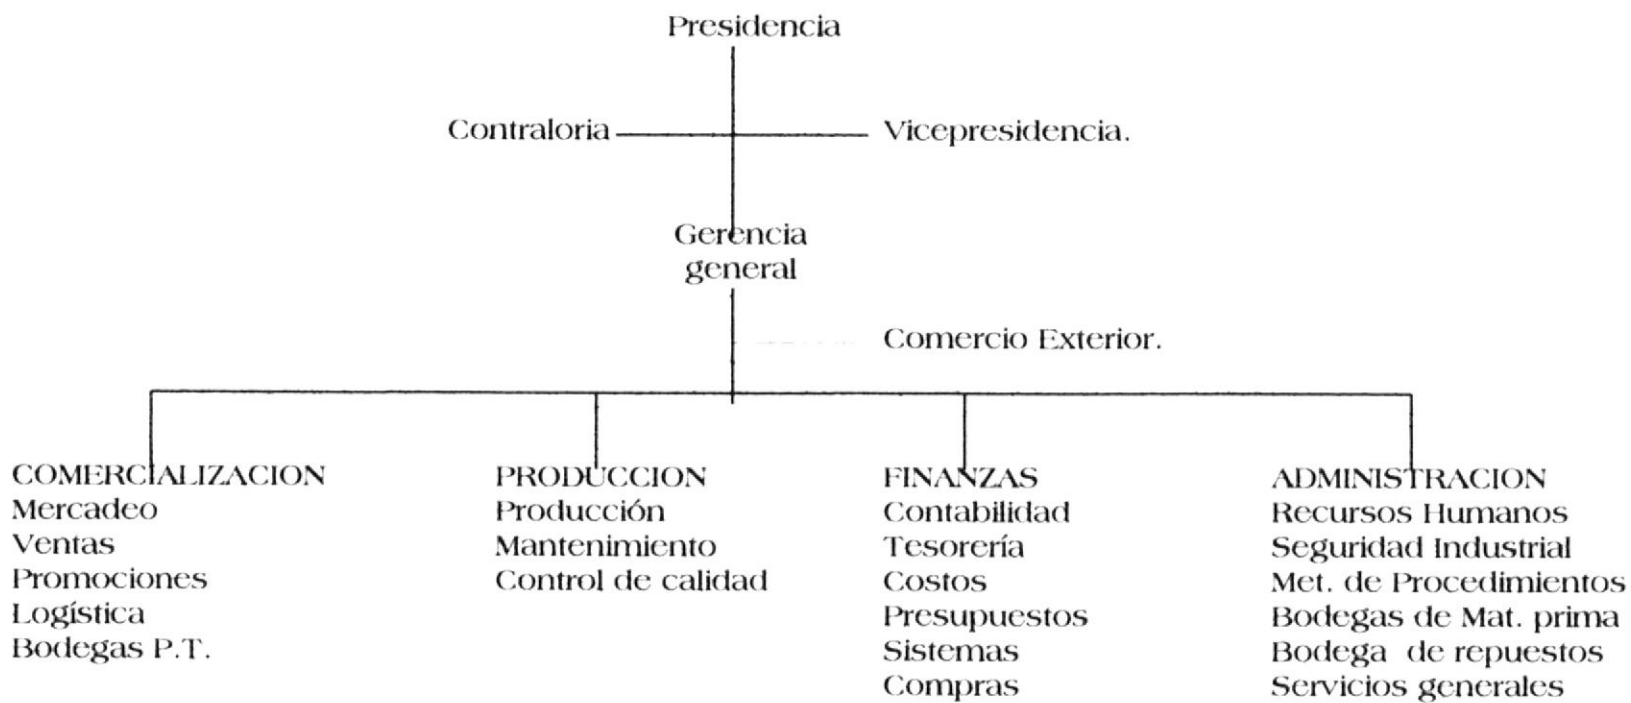 Presidencia
Contraloria
Vicepresidencia.
Gerencia
general
Comercio Exterior.
COMERCIALIZACION
Mercadeo
Ventas
Promociones
Logística
Bodegas P.T.
PRODUCCION
Producción
Mantenimiento
Control de calidad
FINANZAS
Contabilidad
Tesorería
Costos
Presupuestos
Sistemas
Compras
ADMINISTRACION
Recursos Humanos
Seguridad Industrial
Met. de Procedimientos
Bodegas de Mat. prima
Bodega de repuestos
Servicios generales